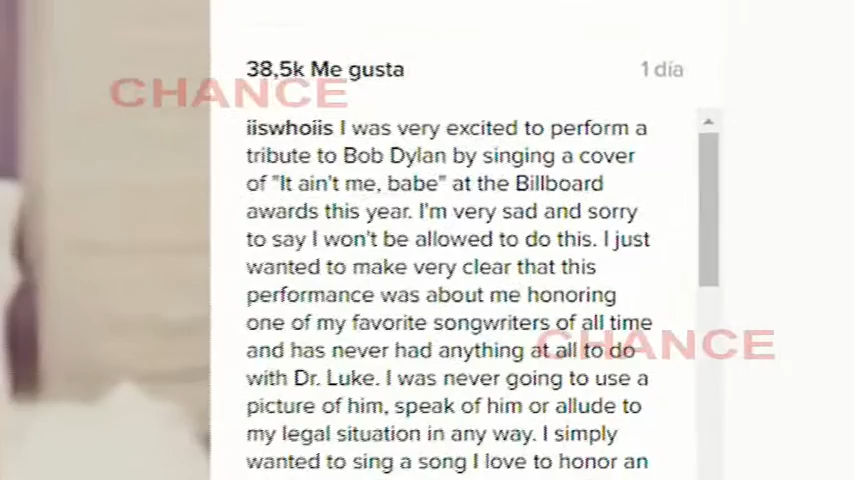 38,5k Me gusta 1 día
CHANCE
iiswhoiis I was very excited to perform a
tribute to Bob Dylan by singing a cover
of "It ain't me, babe" at the Billboard
awards this year. I'm very sad and sorry
to say I won't be allowed to do this. I just
wanted to make very clear that this
performance was about me honoring
one of my favorite songwriters of all time
CHANCE
and has never had anything at all to do
with Dr. Luke. I was never going to use a
picture of him, speak of him or allude to
my legal situation in any way. I simply
wanted to sing a song I love to honor an